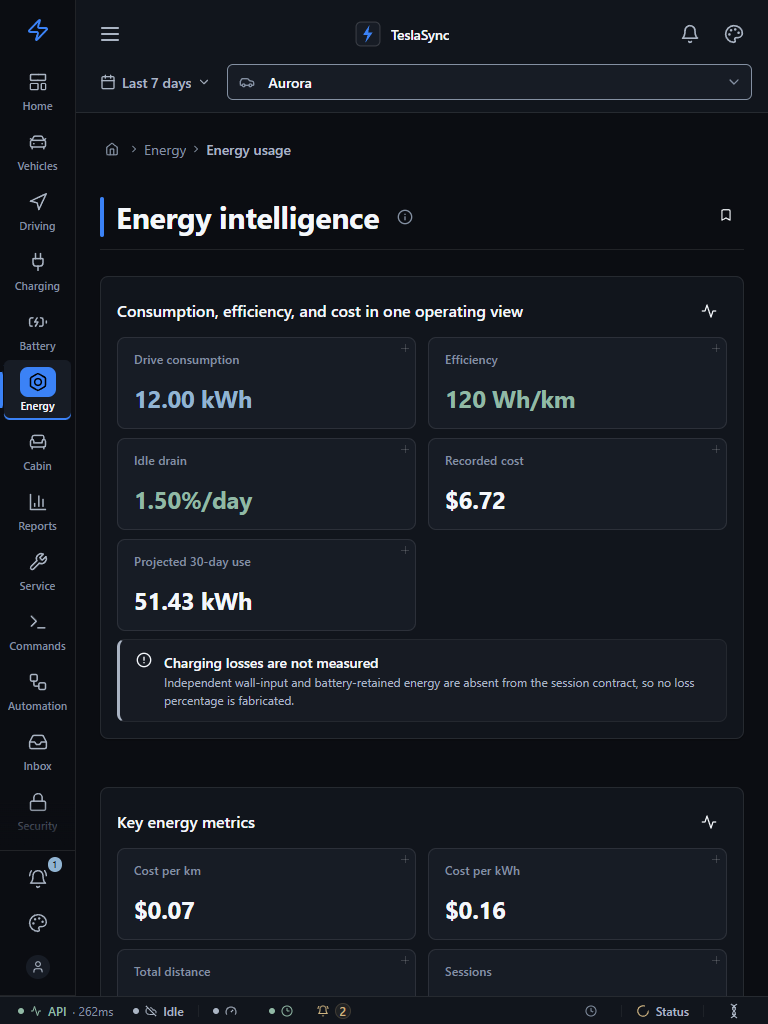 TeslaSync
Last 7 days
Aurora
Home
Vehicles
Driving
Charging
Battery
Energy
Cabin
Reports
Service
Commands
Automation
Inbox
Security
1
Energy
Energy usage
Energy intelligence
Consumption, efficiency, and cost in one operating view
Drive consumption
12.00 kWh
Efficiency
120 Wh/km
Idle drain
1.50%/day
Recorded cost
$6.72
Projected 30-day use
51.43 kWh
Charging losses are not measured
Independent wall-input and battery-retained energy are absent from the session contract, so no loss
percentage is fabricated.
Key energy metrics
Cost per km
$0.07
Cost per kWh
$0.16
Total distance
Sessions
API · 262ms
Idle
2
Status